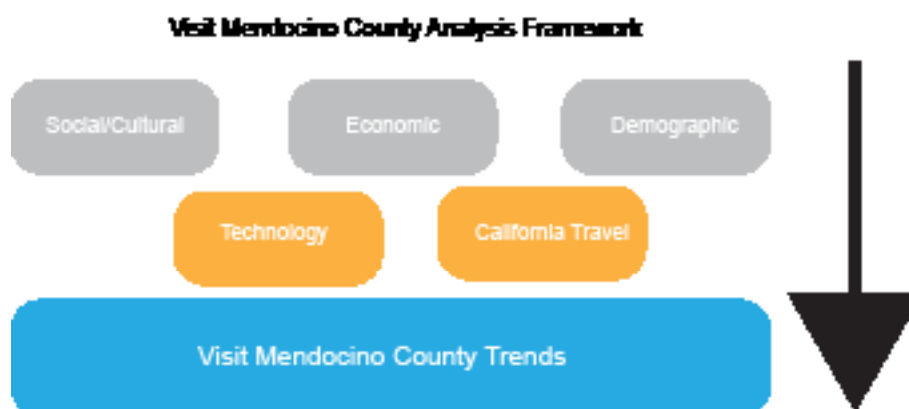 Visit Mendocino County Analysis Framework
Social/Cultural
Economic
Demographic
Technology
California Travel
Visit Mendocino County Trends